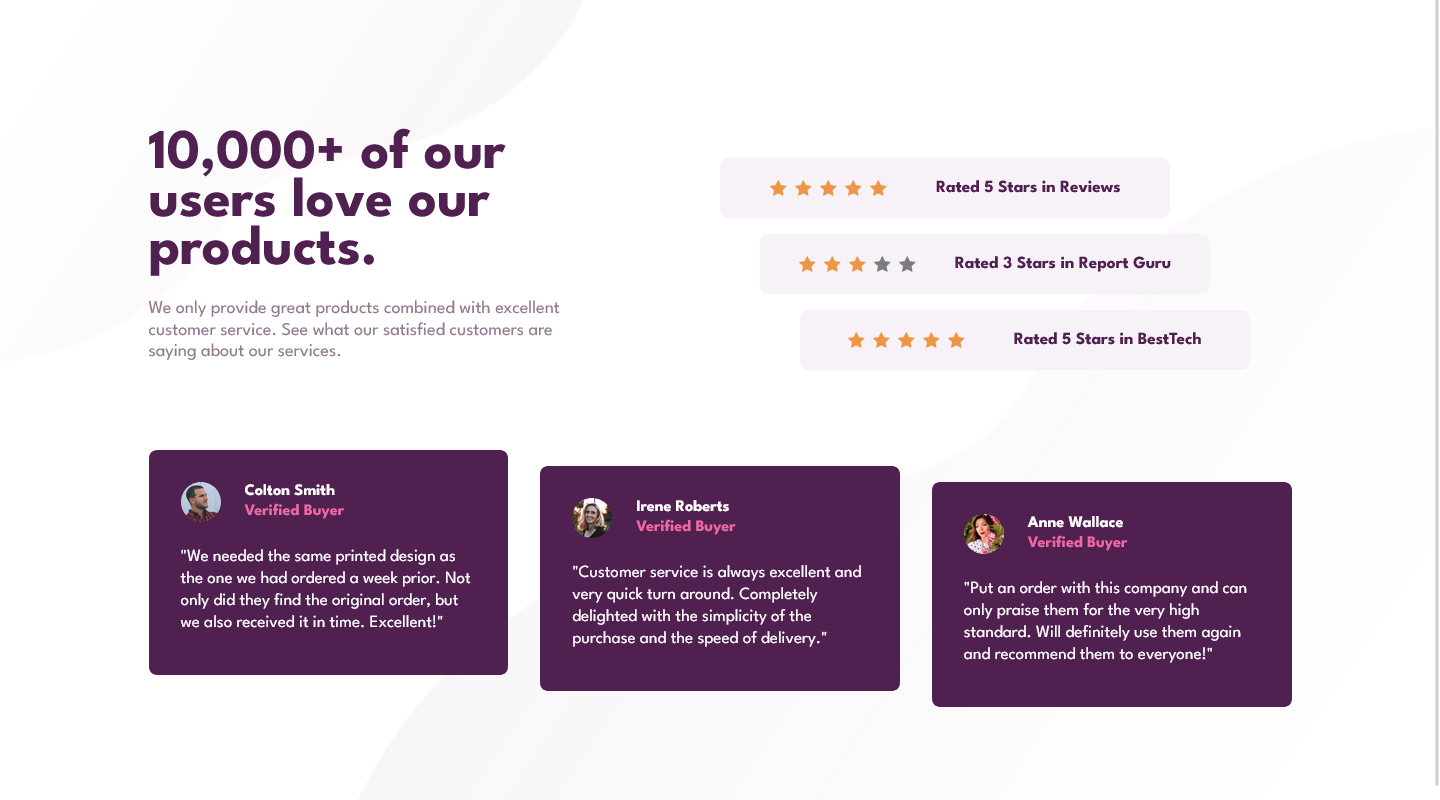 10,000+ of our
users love our
products.
We only provide great products combined with excellent
customer service. See what our satisfied customers are
saying about our services.
Rated 5 Stars in Reviews
Rated 3 Stars in Report Guru
Rated 5 Stars in BestTech
Colton Smith
Verified Buyer
"We needed the same printed design as
the one we had ordered a week prior. Not
only did they find the original order, but
we also received it in time. Excellent!"
Irene Roberts
Verified Buyer
"Customer service is always excellent and
very quick turn around. Completely
delighted with the simplicity of the
purchase and the speed of delivery."
Anne Wallace
Verified Buyer
"Put an order with this company and can
only praise them for the very high
standard. Will definitely use them again
and recommend them to everyone!"